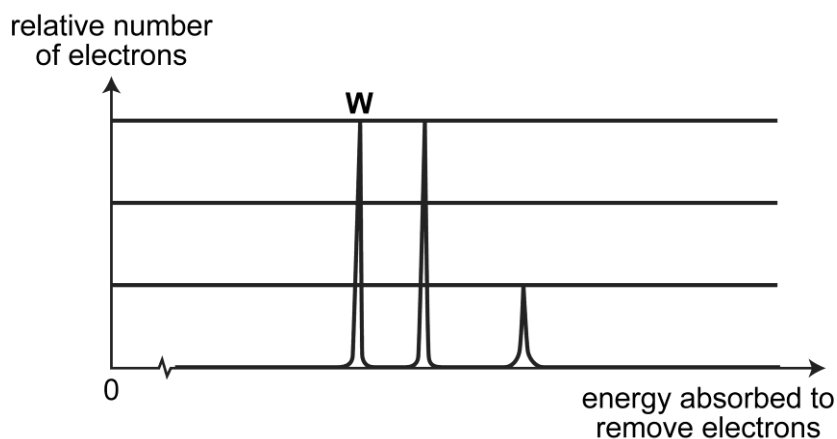 relative number
of electrons
W
0
energy absorbed to
remove electrons